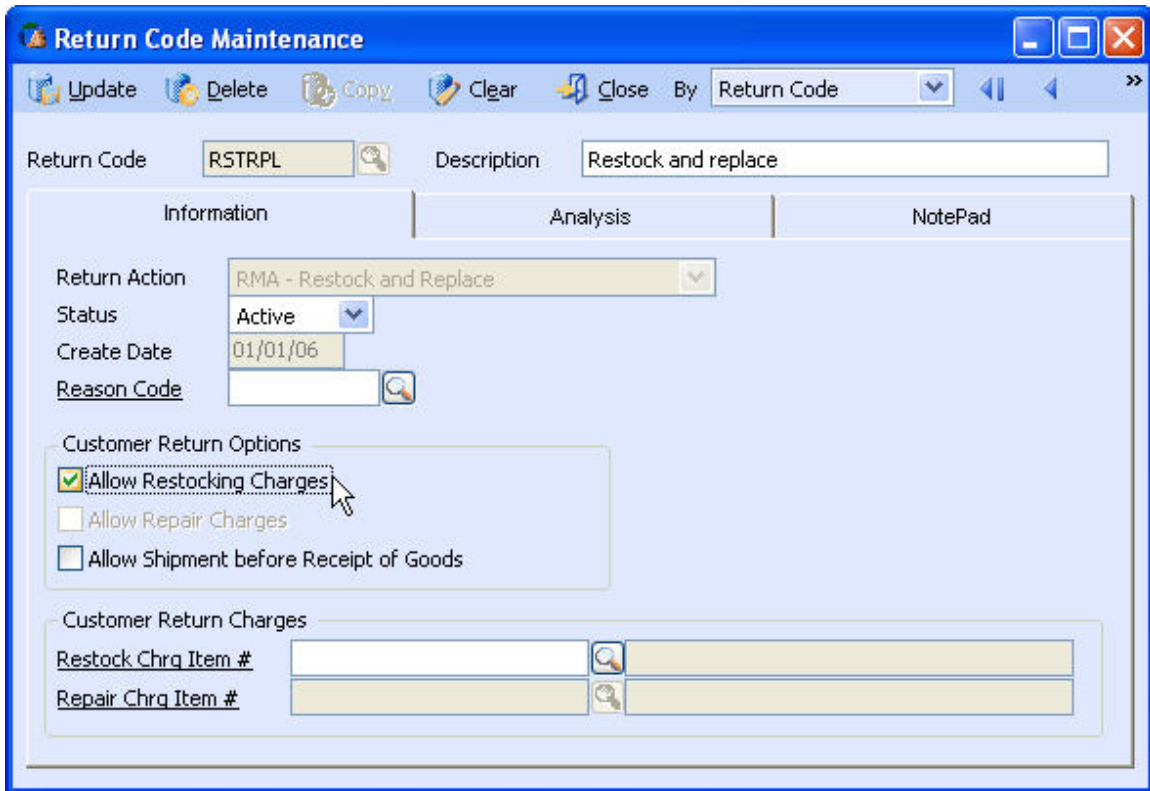 Return Code Maintenance
Update Delete Copy Clear Close By Return Code »
Return Code RSTRPL Description Restock and replace
Information Analysis NotePad
Return Action RMA - Restock and Replace
Status Active
Create Date 01/01/06
Reason Code
Customer Return Options
Allow Restocking Charges
Allow Repair Charges
Allow Shipment before Receipt of Goods
Customer Return Charges
Restock Chrg Item #
Repair Chrg Item #